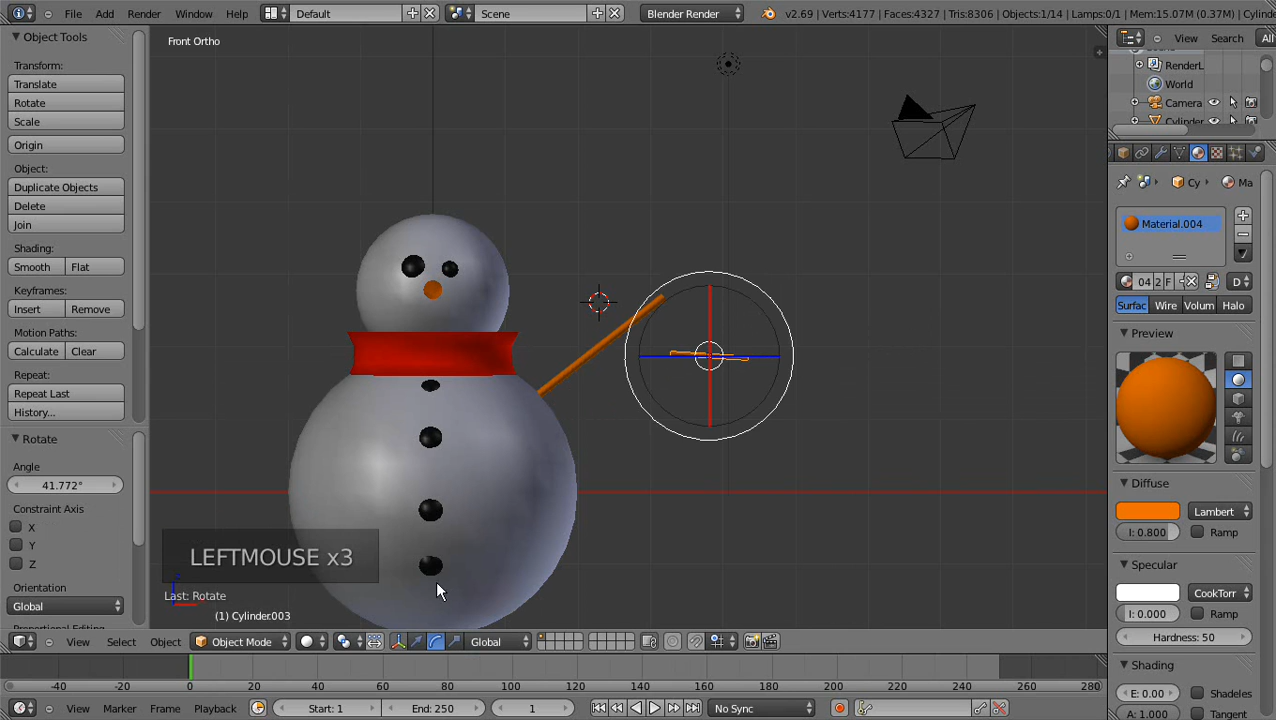 File Add Render Window Help Default Scene Blender Render v2.69 | Verts:4177 | Faces:4327 | Tris:8306 | Objects:1/14 | Lamps:0/1 | Mem:15.07M (0.37M) |
Object Tools
Front Ortho
View Search
Transform:
Translate
Rotate
Scale
Origin
Object:
Duplicate Objects
Delete
Join
Shading:
Smooth Flat
Keyframes:
Insert Delete
Motion Paths:
Calculate Clear
Repeat:
Repeat Last
History...
Rotate
Angle
41.772°
Constraint Axis
X
Y
Z
Orientation
Global
LEFTMOUSE x3
Last: Rotate
(1) Cylinder.003
RenderL
World
Camera
Cylinder
Cy Ma
Material.004
04 2 F D
Surfac Wire Volum Halo
Preview
Diffuse
Lambert
I: 0.800 Ramp
Specular
CookTorr
I: 0.000 Ramp
Hardness: 50
Shading
E: 0.00 Shadeles
A: 1.000 Tangent
View Select Object Object Mode Global
-40 -20 0 20 40 60 80 100 120 140 160 180 200 220 240 260 280
View Marker Frame Playback Start: 1 End: 250 1 No Sync